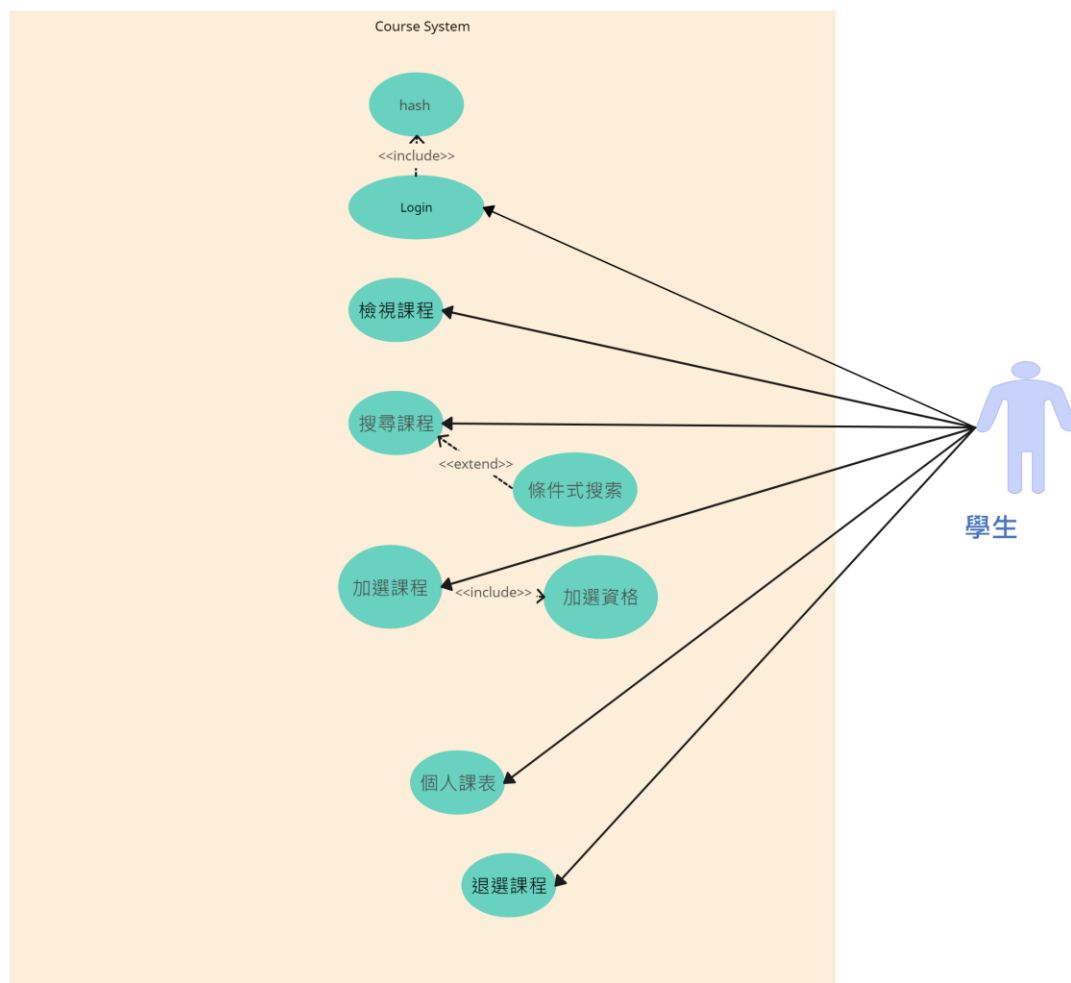 Course System
hash
<<include>>
Login
檢視課程
搜尋課程
<<extend>>
條件式搜索
加選課程
<<include>>
加選資格
個人課表
退選課程
學生